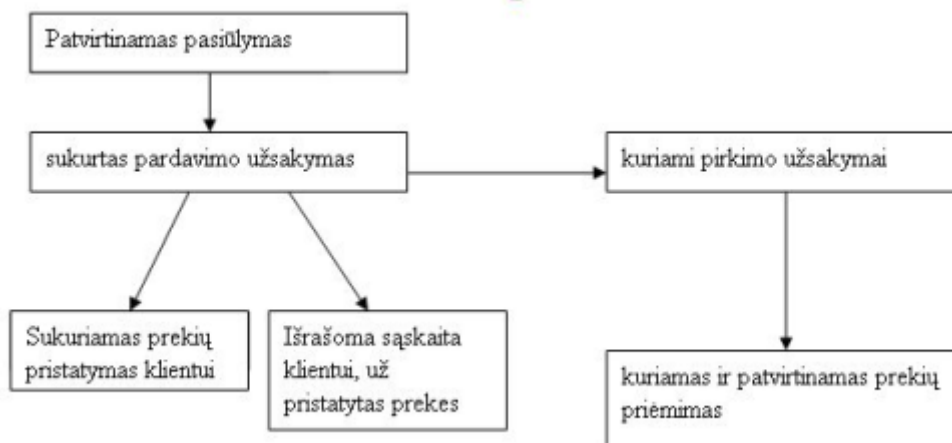 Patvirtinamas pasiūlymas
sukurtas pardavimo užsakymas
kuriami pirkimo užsakymai
Sukuriamas prekių
pristatymas klientui
Išrašoma sąskaita
klientui, už
pristatytas prekes
kuriamas ir patvirtinamas prekių
priėmimas